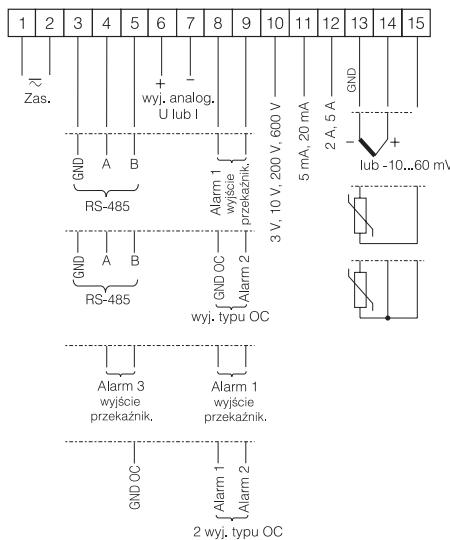 1 2 3 4 5 6 7 8 9 10 11 12 13 14 15
Zas.
+ −
wyj. analog.
U lub I
3 V, 10 V, 200 V, 600 V
5 mA, 20 mA
2 A, 5 A
GND
− +
lub -10...60 mV
GND A B
RS-485
Alarm 1
wyjście
przekaźnik.
GND A B
RS-485
GND OC
Alarm 2
wyj. typu OC
Alarm 3
wyjście
przekaźnik.
Alarm 1
wyjście
przekaźnik.
GND OC
Alarm 1
Alarm 2
2 wyj. typu OC